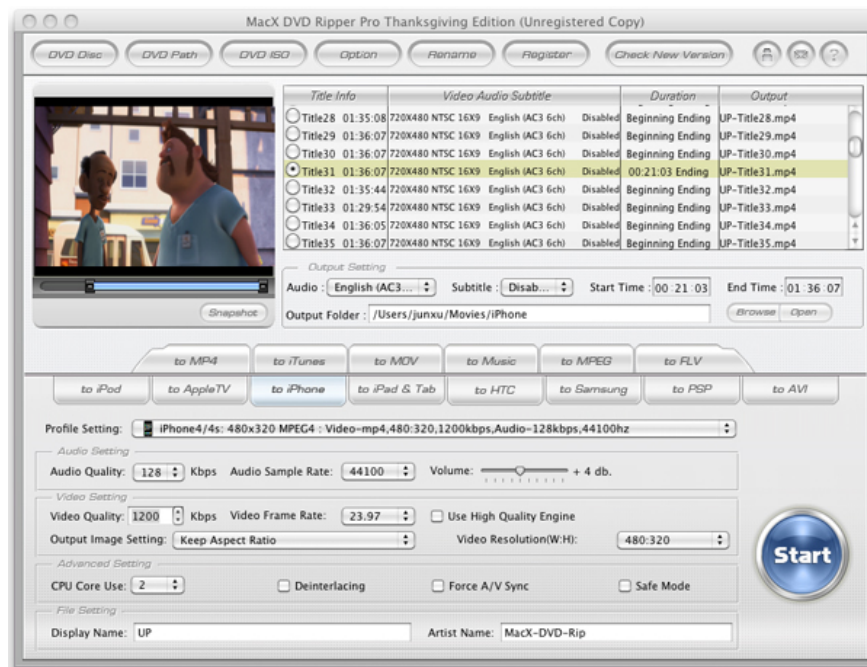 MacX DVD Ripper Pro Thanksgiving Edition (Unregistered Copy)
DVD Disc DVD Path DVD ISO Option Rename Register Check New Version ?
Title Info Video Audio Subtitle Duration Output
Title28 01:35:08 720X480 NTSC 16X9 English (AC3 6ch) Disabled Beginning Ending UP-Title28.mp4
Title29 01:36:07 720X480 NTSC 16X9 English (AC3 6ch) Disabled Beginning Ending UP-Title29.mp4
Title30 01:36:07 720X480 NTSC 16X9 English (AC3 6ch) Disabled Beginning Ending UP-Title30.mp4
Title31 01:36:07 720X480 NTSC 16X9 English (AC3 6ch) Disabled 00:21:03 Ending UP-Title31.mp4
Title32 01:35:44 720X480 NTSC 16X9 English (AC3 6ch) Disabled Beginning Ending UP-Title32.mp4
Title33 01:29:54 720X480 NTSC 16X9 English (AC3 6ch) Disabled Beginning Ending UP-Title33.mp4
Title34 01:36:05 720X480 NTSC 16X9 English (AC3 6ch) Disabled Beginning Ending UP-Title34.mp4
Title35 01:36:07 720X480 NTSC 16X9 English (AC3 6ch) Disabled Beginning Ending UP-Title35.mp4
Output Setting
Audio : English (AC3... Subtitle : Disab... Start Time : 00 :21 :03 End Time : 01 :36 :07
Snapshot
Output Folder : /Users/junxu/Movies/iPhone Browse Open
to MP4 to iTunes to MOV to Music to MPEG to FLV
to iPod to AppleTV to iPhone to iPad & Tab to HTC to Samsung to PSP to AVI
Profile Setting: iPhone4/4s: 480x320 MPEG4 : Video-mp4,480:320,1200kbps,Audio-128kbps,44100hz
Audio Setting
Audio Quality: 128 Kbps Audio Sample Rate: 44100 Volume: + 4 db.
Video Setting
Video Quality: 1200 Kbps Video Frame Rate: 23.97 Use High Quality Engine
Output Image Setting: Keep Aspect Ratio Video Resolution(W:H): 480:320
Start
Advanced Setting
CPU Core Use: 2 Deinterlacing Force A/V Sync Safe Mode
File Setting
Display Name: UP Artist Name: MacX-DVD-Rip